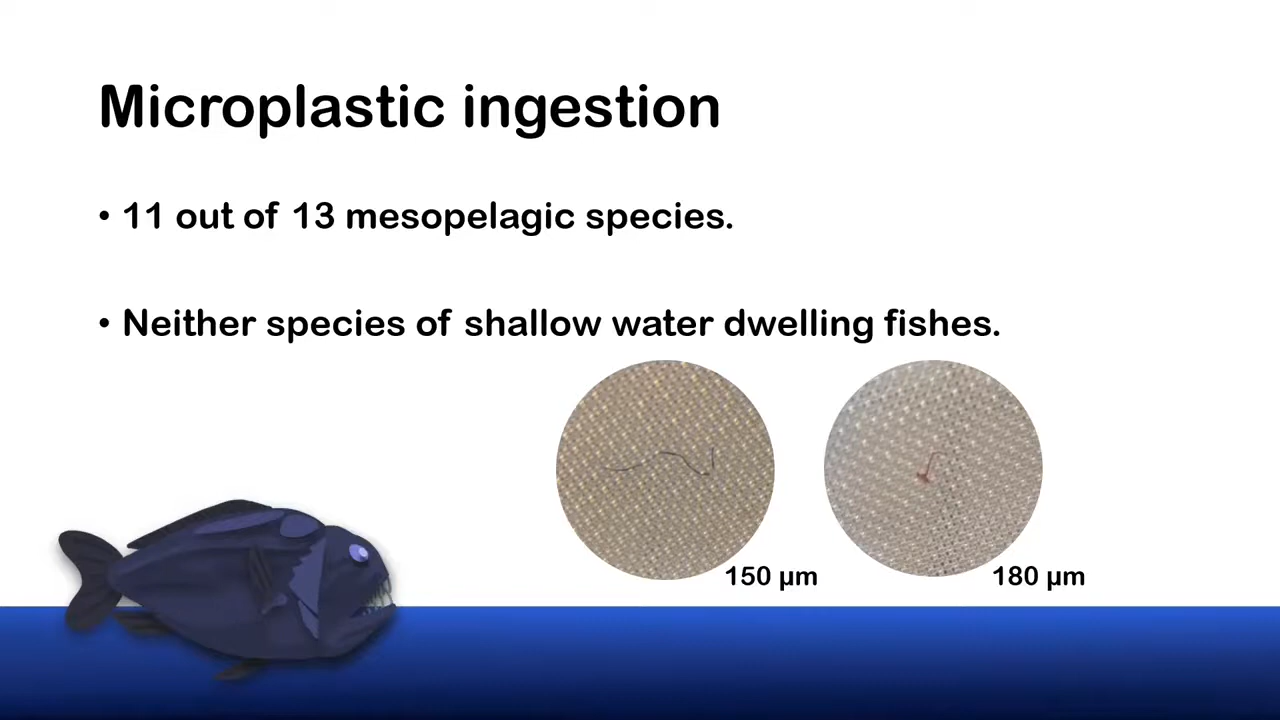 Microplastic ingestion
• 11 out of 13 mesopelagic species.
• Neither species of shallow water dwelling fishes.
150 µm
180 µm